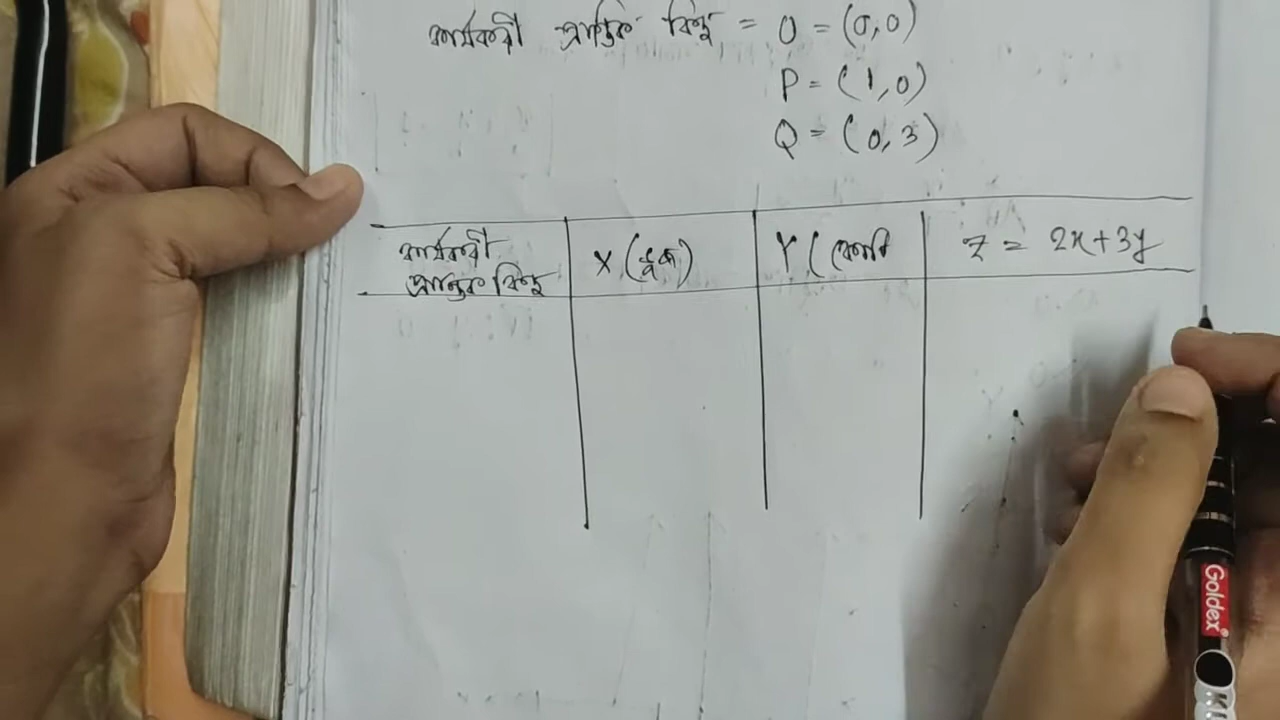 কার্যকরী প্রান্তিক বিন্দু = O = (0,0)
P = (1,0)
Q = (0,3)
কার্যকরী প্রান্তিক বিন্দু
X (ভুজ)
Y (কোটি
Z = 2x+3y
Goldex